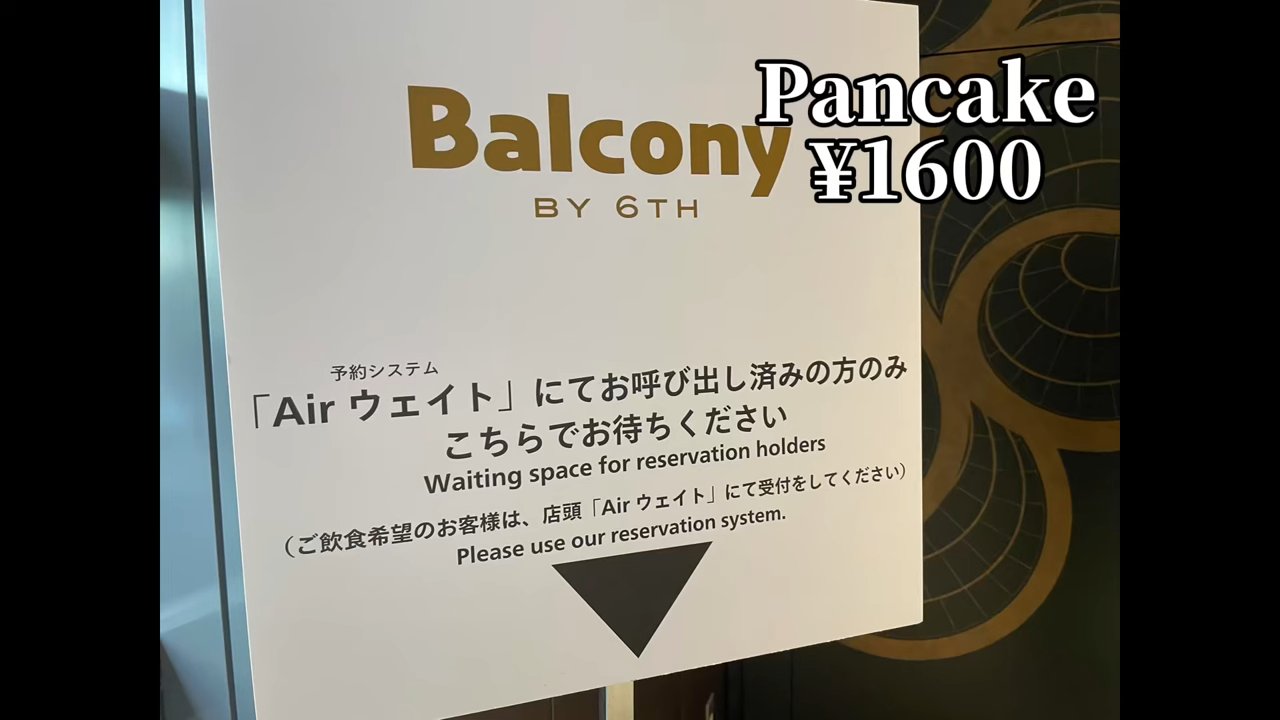 Pancake
¥1600
Balcony
BY 6TH
予約システム
「Air ウェイト」にてお呼び出し済みの方のみ
こちらでお待ちください
Waiting space for reservation holders
（ご飲食希望のお客様は、店頭「Air ウェイト」にて受付をしてください）
Please use our reservation system.